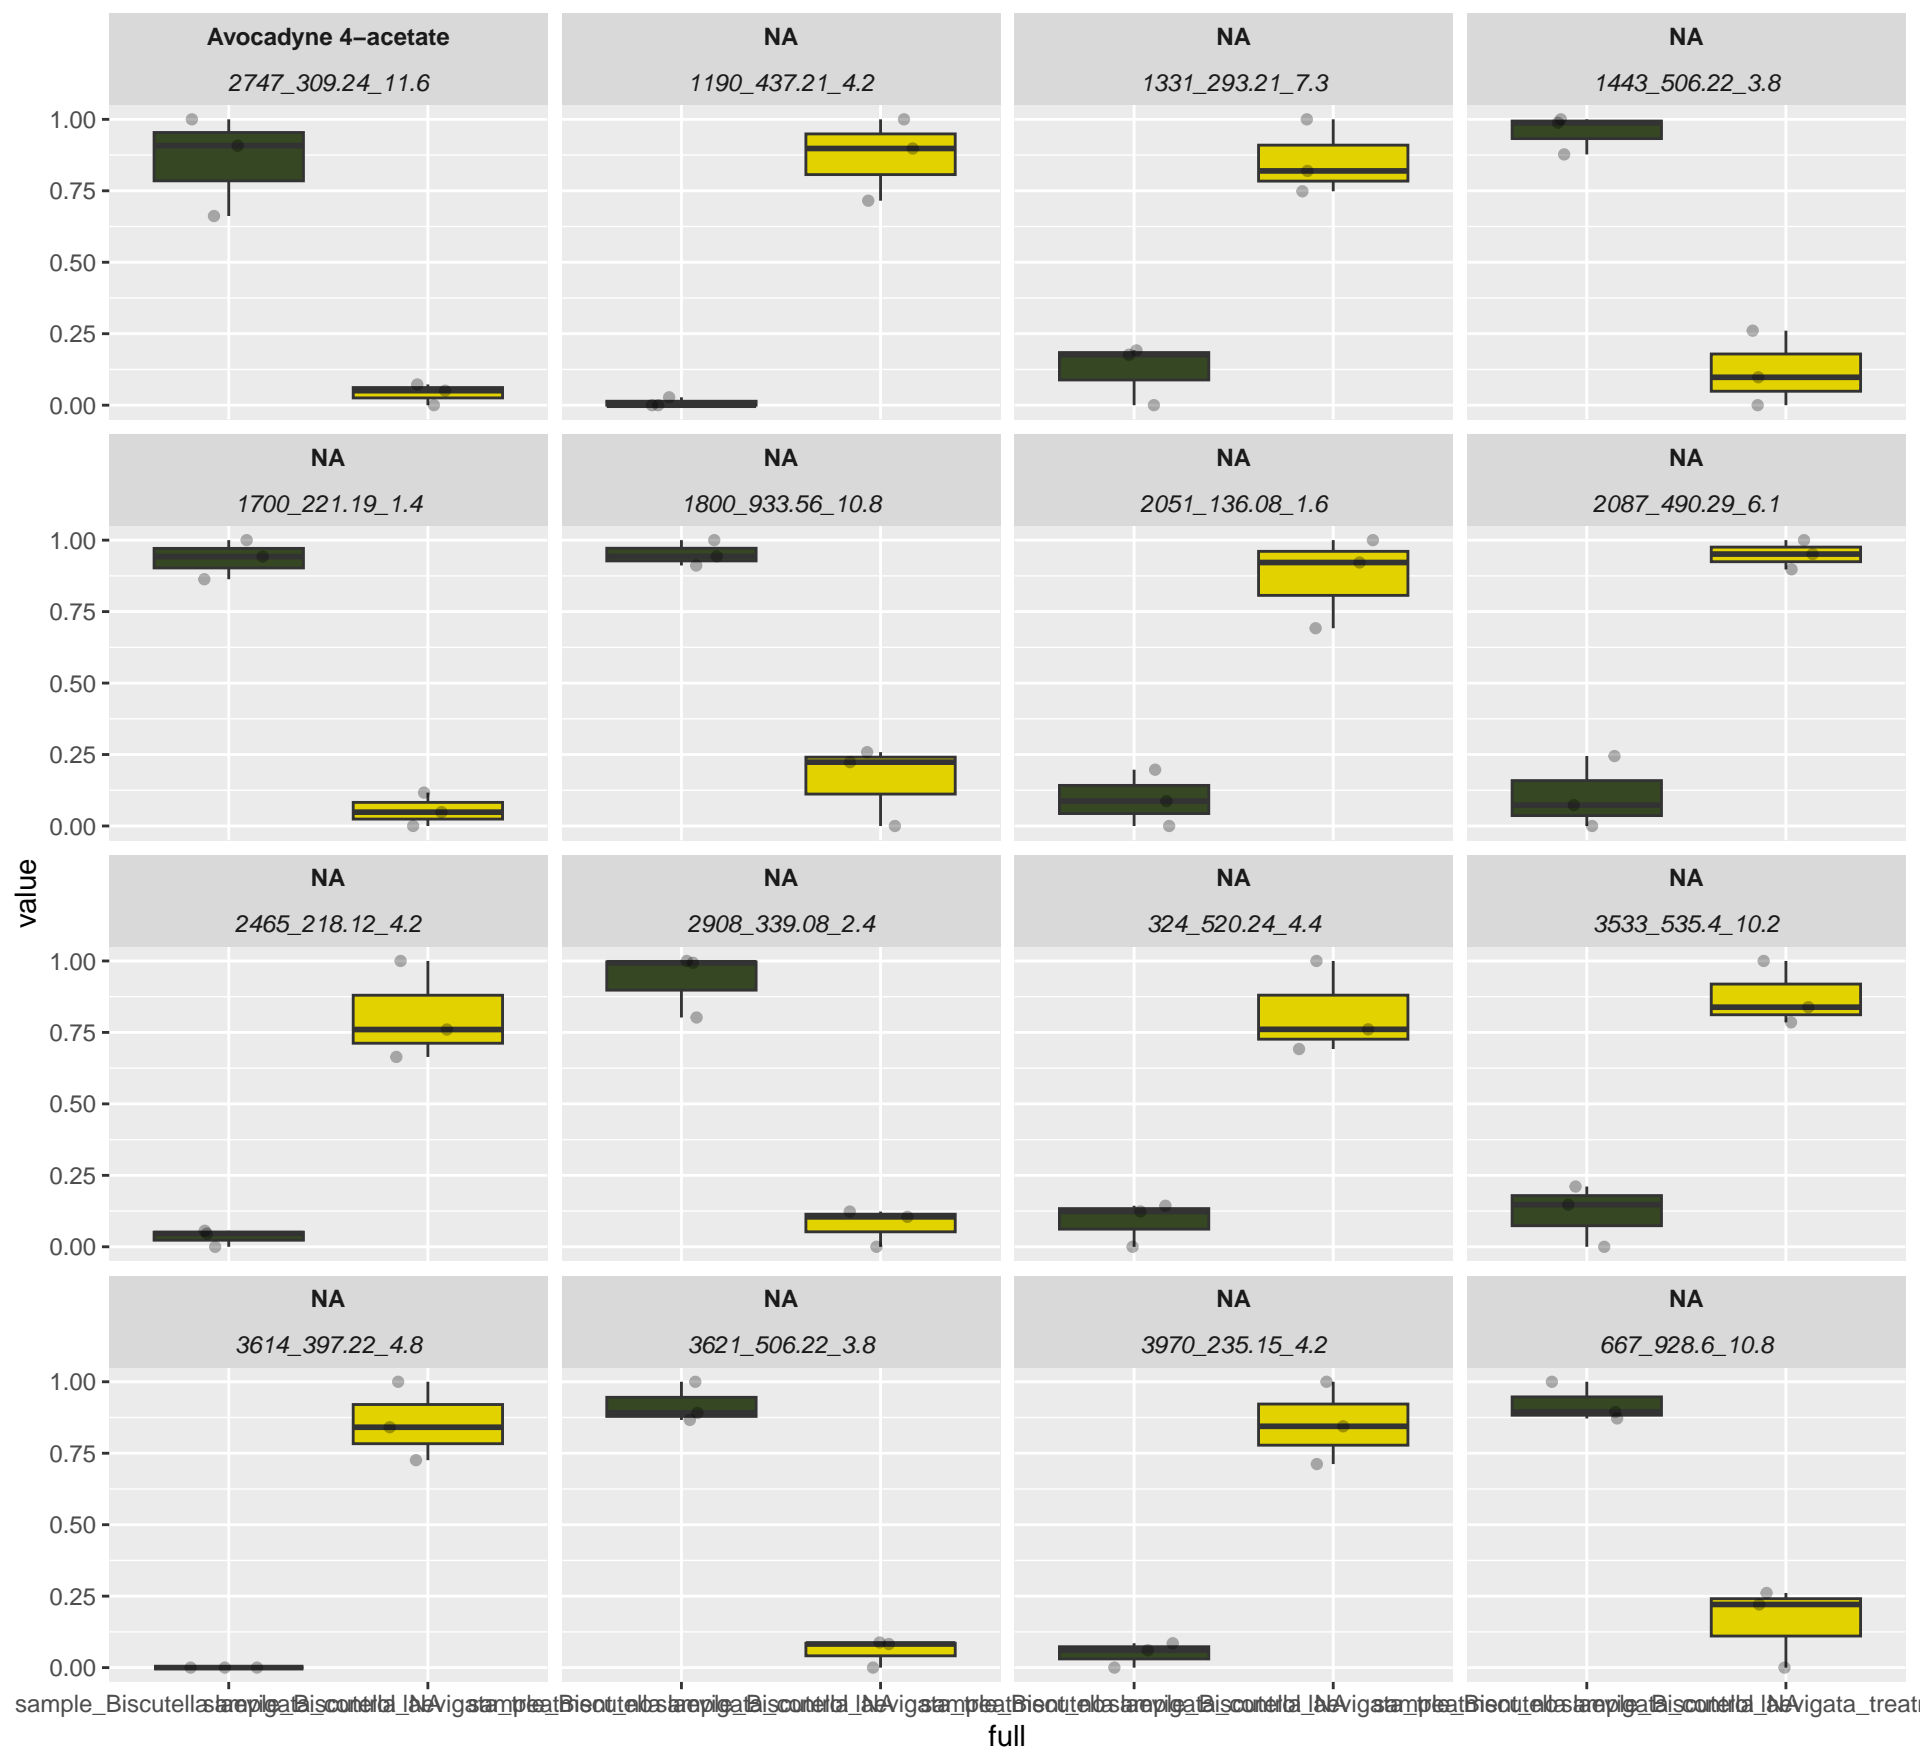 Avocadyne 4−acetate NA NA NA
2747_309.24_11.6 1190_437.21_4.2 1331_293.21_7.3 1443_506.22_3.8
1.00
0.75
0.50
0.25
0.00
NA NA NA NA
1700_221.19_1.4 1800_933.56_10.8 2051_136.08_1.6 2087_490.29_6.1
1.00
0.75
0.50
0.25
0.00
value
NA NA NA NA
2465_218.12_4.2 2908_339.08_2.4 324_520.24_4.4 3533_535.4_10.2
1.00
0.75
0.50
0.25
0.00
NA NA NA NA
3614_397.22_4.8 3621_506.22_3.8 3970_235.15_4.2 667_928.6_10.8
1.00
0.75
0.50
0.25
0.00
full